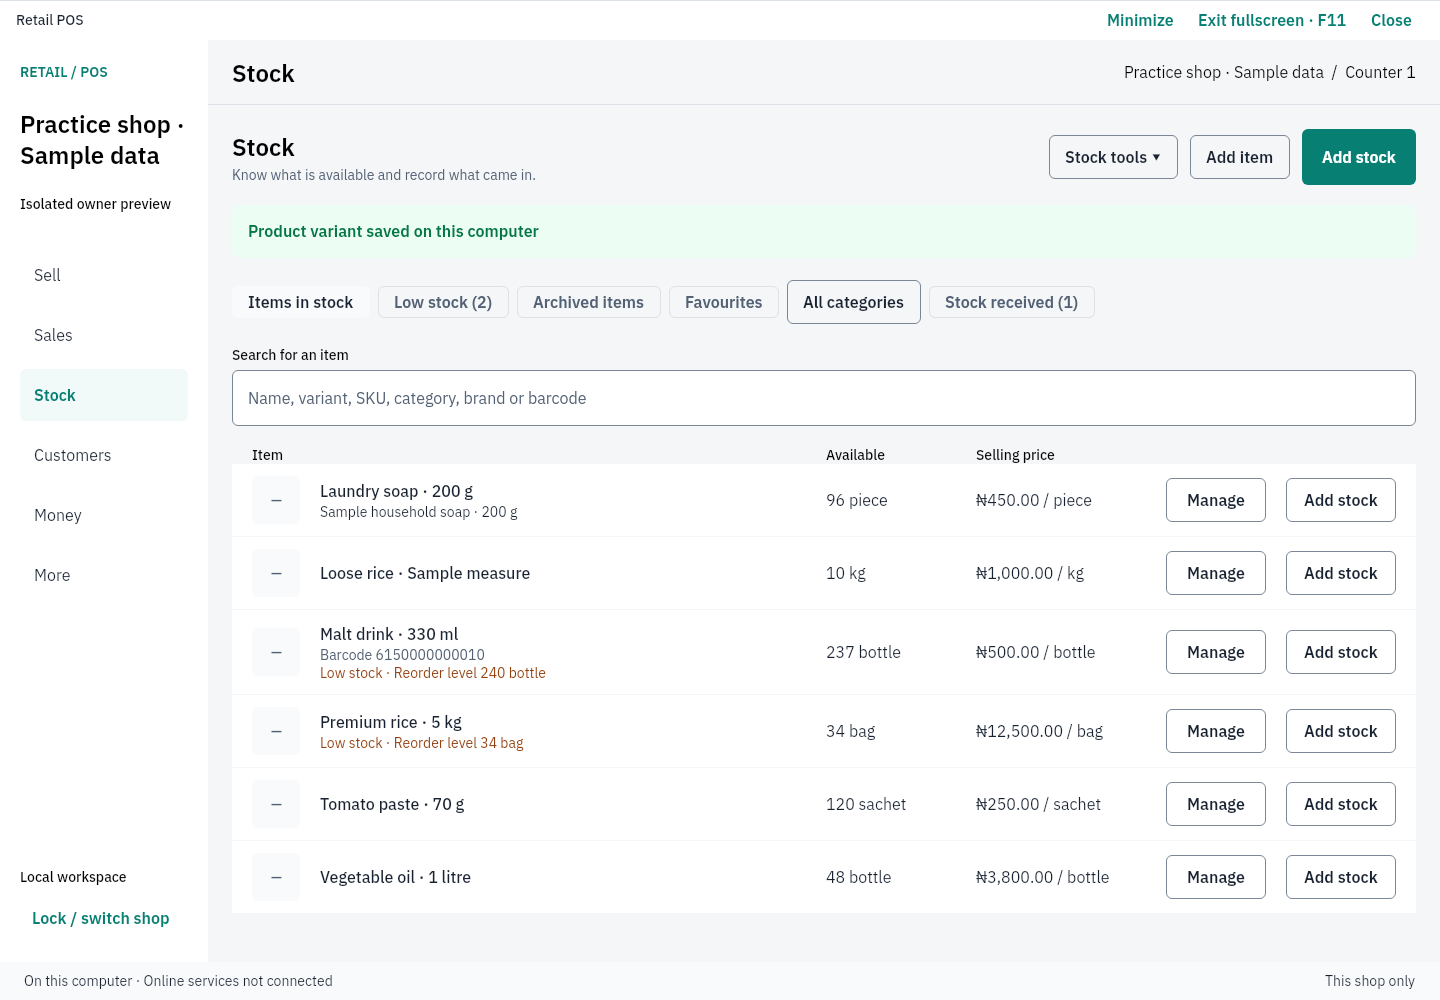 Retail POS
Minimize
Exit fullscreen · F11
Close
RETAIL / POS
Practice shop ·
Sample data
Isolated owner preview
Sell
Sales
Stock
Customers
Money
More
Local workspace
Lock / switch shop
Stock
Practice shop · Sample data / Counter 1
Stock
Know what is available and record what came in.
Stock tools ▾
Add item
Add stock
Product variant saved on this computer
Items in stock
Low stock (2)
Archived items
Favourites
All categories
Stock received (1)
Search for an item
Name, variant, SKU, category, brand or barcode
Item Available Selling price
– Laundry soap · 200 g 96 piece ₦450.00 / piece Manage Add stock
Sample household soap · 200 g
– Loose rice · Sample measure 10 kg ₦1,000.00 / kg Manage Add stock
– Malt drink · 330 ml 237 bottle ₦500.00 / bottle Manage Add stock
Barcode 6150000000010
Low stock · Reorder level 240 bottle
– Premium rice · 5 kg 34 bag ₦12,500.00 / bag Manage Add stock
Low stock · Reorder level 34 bag
– Tomato paste · 70 g 120 sachet ₦250.00 / sachet Manage Add stock
– Vegetable oil · 1 litre 48 bottle ₦3,800.00 / bottle Manage Add stock
On this computer · Online services not connected
This shop only